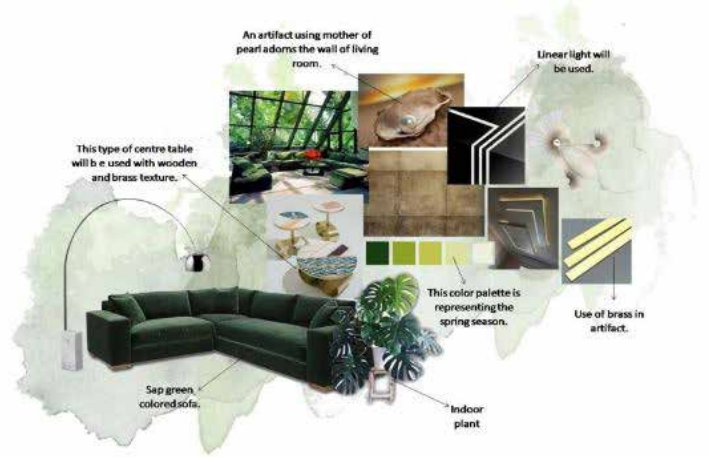 An artifact using mother of
pearl adorns the wall of living
room.
Linear light will
be used.
This type of centre table
will b e used with wooden
and brass texture.
This color palette is
representing the
spring season.
Use of brass in
artifact.
Sap green
colored sofa.
Indoor
plant